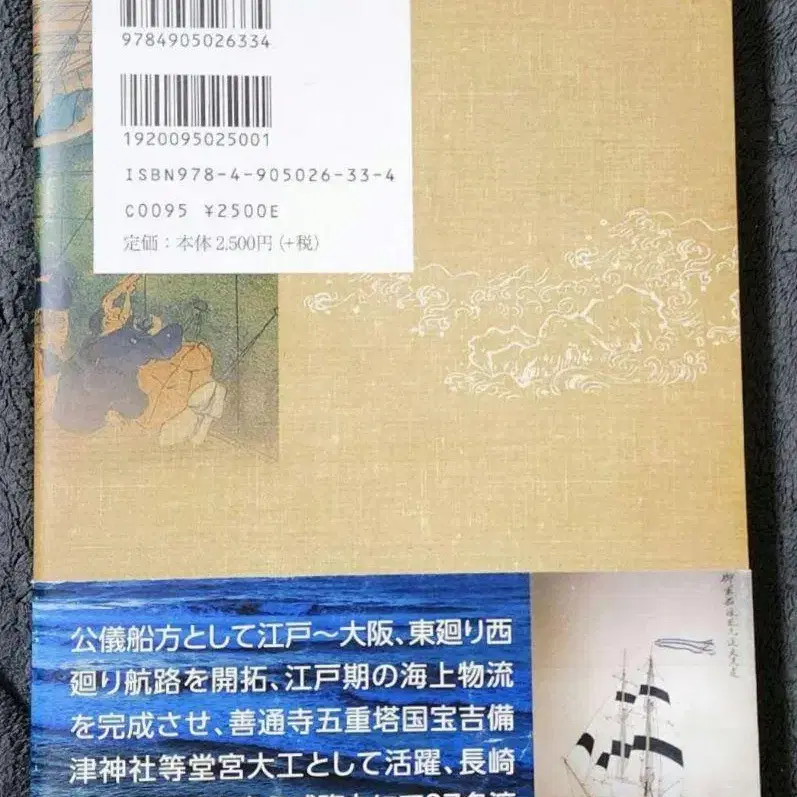 9784905026334
1920095025001
ISBN978-4-905026-33-4
C0095 ¥2500E
定価：本体2,500円（+税）
公儀船方として江戸～大阪、東廻り西
廻り航路を開拓、江戸期の海上物流
を完成させ、善通寺五重塔国宝吉備
津神社等堂宮大工として活躍、長崎